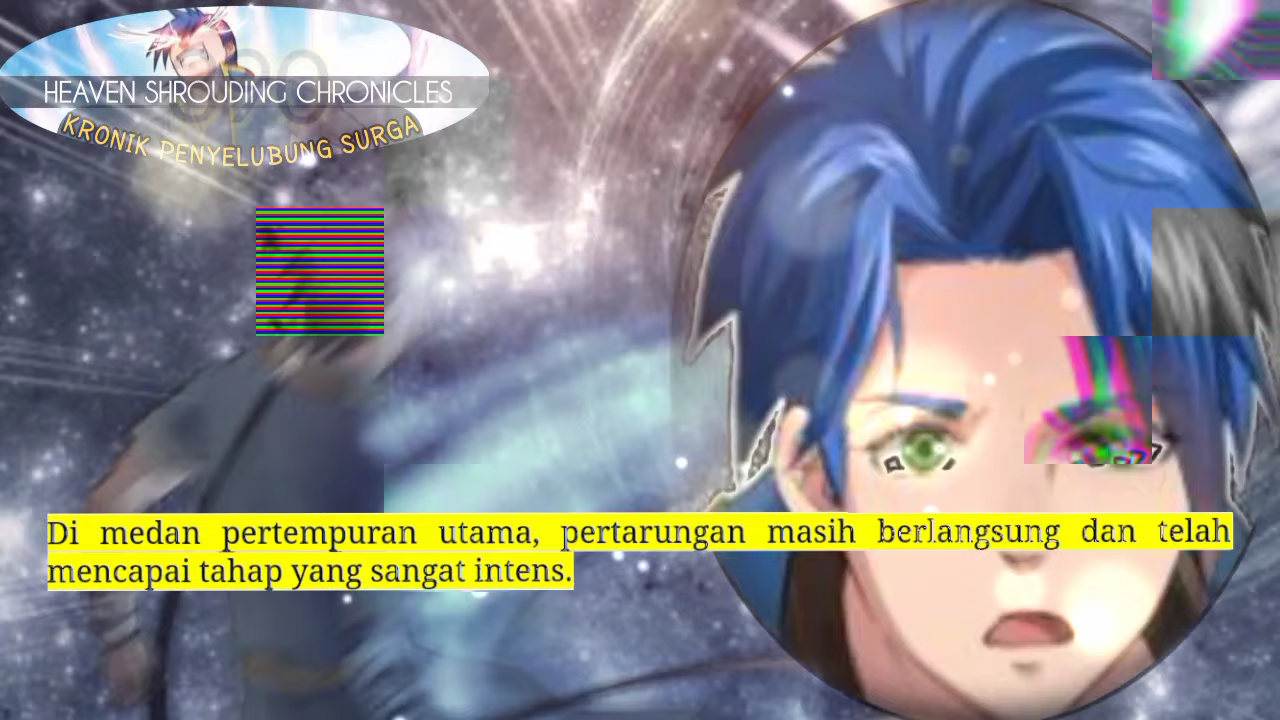 HEAVEN SHROUDING CHRONICLES
KRONIK PENYELUBUNG SURGA
Di medan pertempuran utama, pertarungan masih berlangsung dan telah
mencapai tahap yang sangat intens.